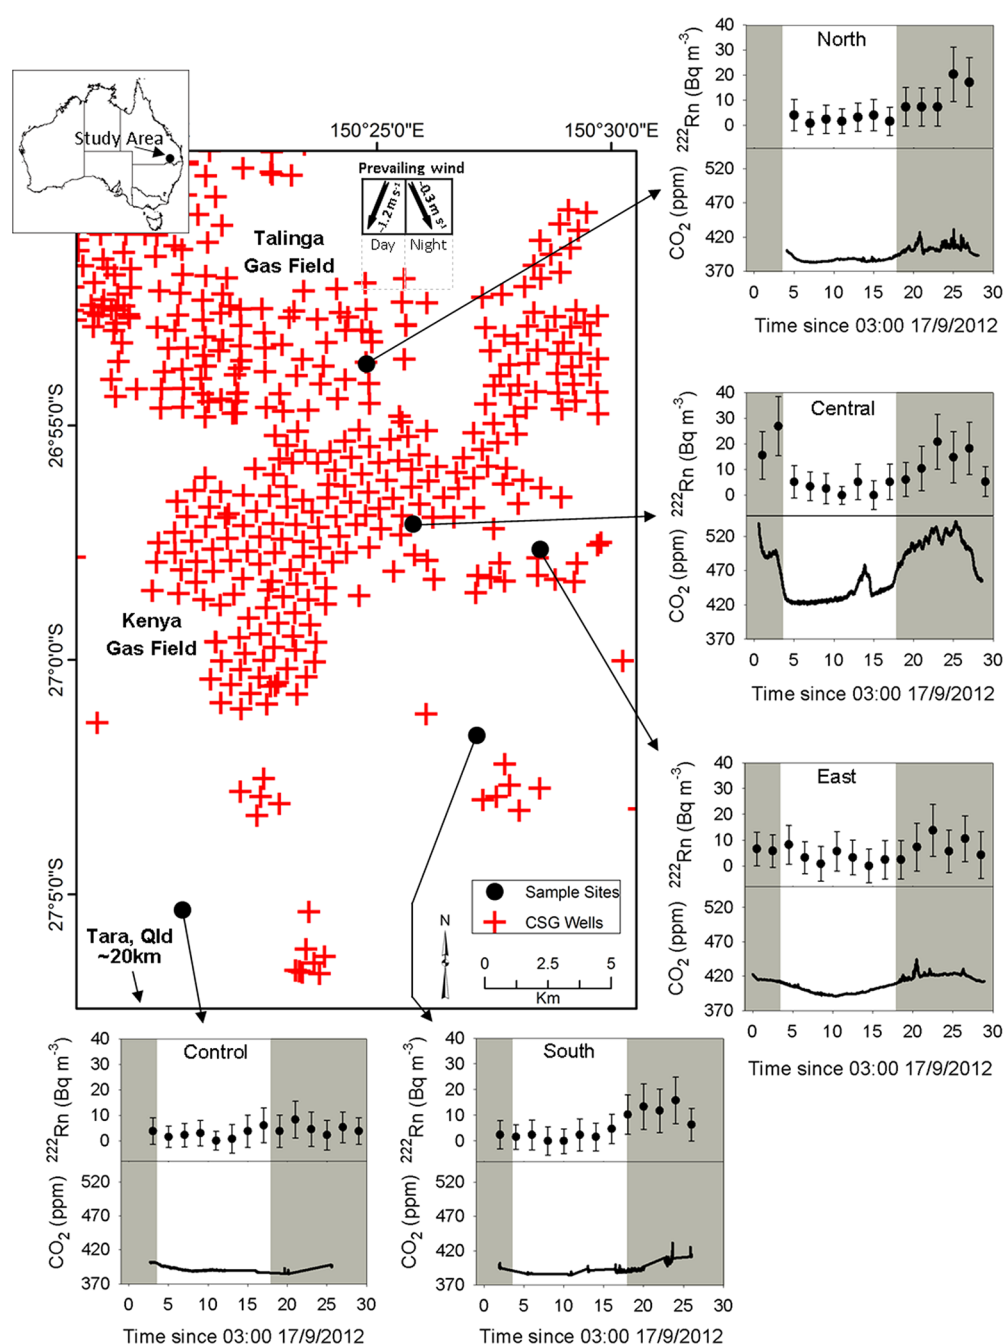 Study Area
150°25'0"E
150°30'0"E
Prevailing wind
~1.2 m s⁻¹
~0.3 m s⁻¹
Day
Night
Talinga
Gas Field
26°55'0"S
Kenya
Gas Field
27°0'0"S
27°5'0"S
Tara, Qld
~20km
N
Sample Sites
CSG Wells
0 2.5 5
Km
North
²²²Rn (Bq m⁻³)
40
30
20
10
0
CO₂ (ppm)
520
470
420
370
0 5 10 15 20 25 30
Time since 03:00 17/9/2012
Central
²²²Rn (Bq m⁻³)
40
30
20
10
0
CO₂ (ppm)
520
470
420
370
0 5 10 15 20 25 30
Time since 03:00 17/9/2012
East
²²²Rn (Bq m⁻³)
40
30
20
10
0
CO₂ (ppm)
520
470
420
370
0 5 10 15 20 25 30
Time since 03:00 17/9/2012
Control
²²²Rn (Bq m⁻³)
40
30
20
10
0
CO₂ (ppm)
520
470
420
370
0 5 10 15 20 25 30
Time since 03:00 17/9/2012
South
²²²Rn (Bq m⁻³)
40
30
20
10
0
CO₂ (ppm)
520
470
420
370
0 5 10 15 20 25 30
Time since 03:00 17/9/2012